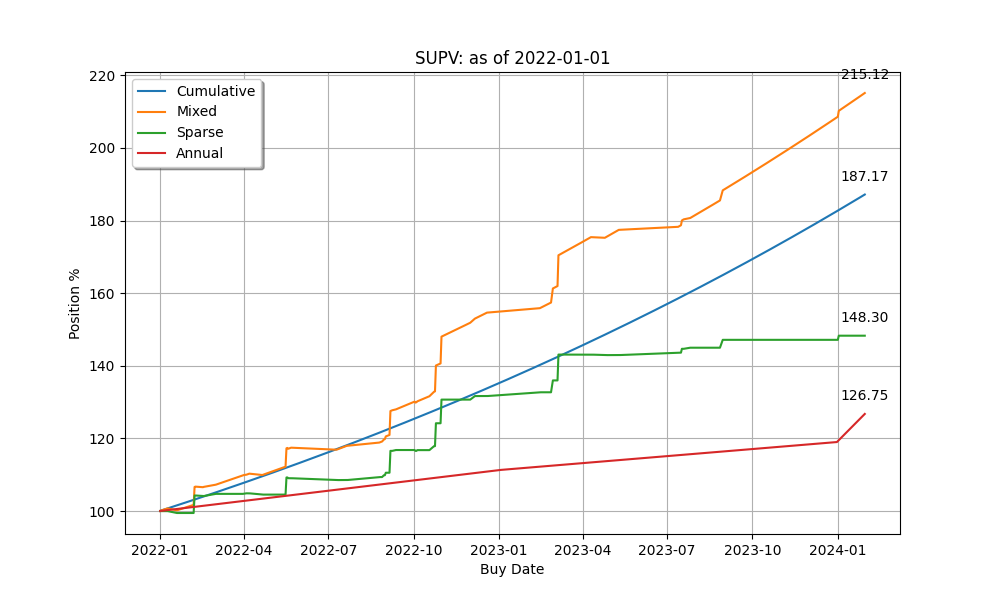 SUPV: as of 2022-01-01
Cumulative
Mixed
Sparse
Annual
215.12
187.17
148.30
126.75
Position %
220
200
180
160
140
120
100
2022-01
2022-04
2022-07
2022-10
2023-01
2023-04
2023-07
2023-10
2024-01
Buy Date